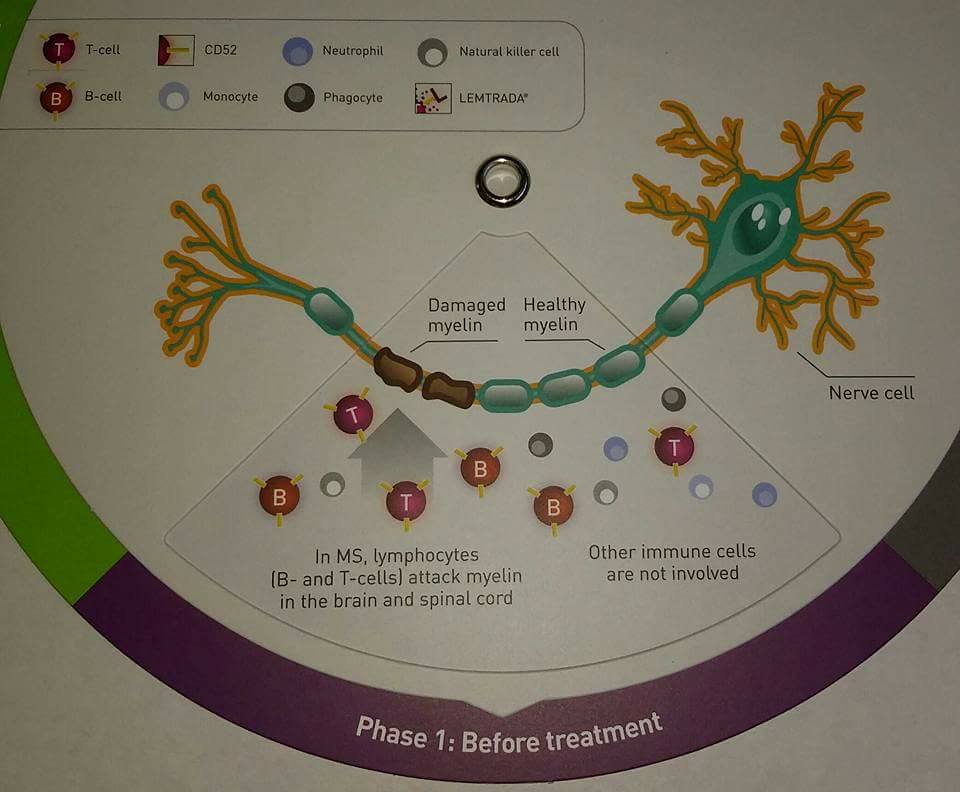 T T-cell CD52 Neutrophil Natural killer cell
B B-cell Monocyte Phagocyte LEMTRADA®
Damaged
myelin
Healthy
myelin
Nerve cell
T
B
T
B
B
T
In MS, lymphocytes
(B- and T-cells) attack myelin
in the brain and spinal cord
Other immune cells
are not involved
Phase 1: Before treatment